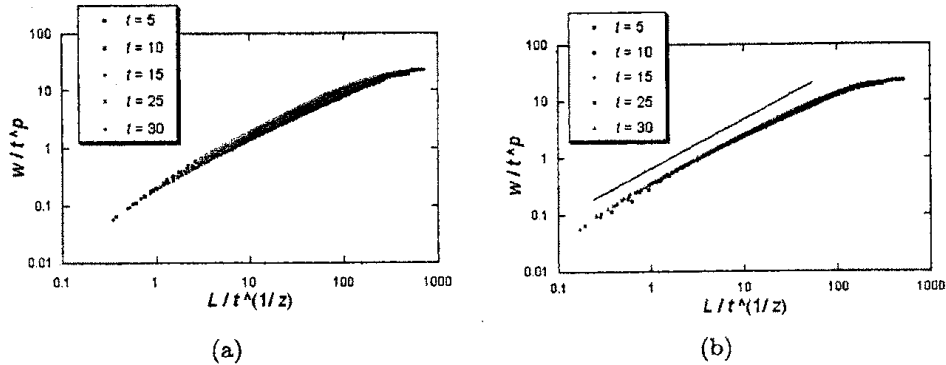 t = 5
t = 10
t = 15
t = 25
t = 30
100
10
1
0.1
0.01
w / t^p
0.1 1 10 100 1000
L / t^(1/z)
(a)
t = 5
t = 10
t = 15
t = 25
t = 30
100
10
1
0.1
0.01
w / t^p
0.1 1 10 100 1000
L / t^(1/z)
(b)